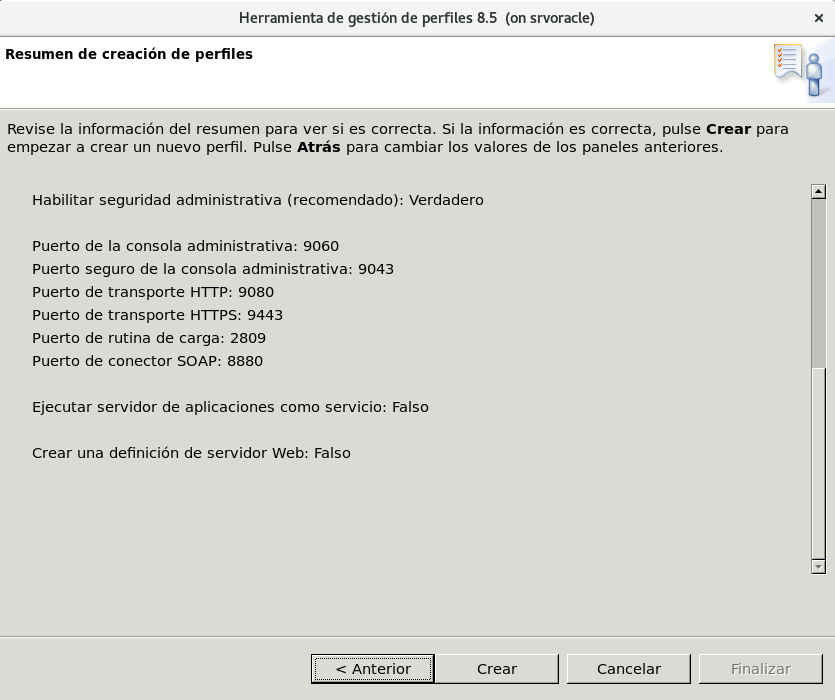 Herramienta de gestión de perfiles 8.5 (on srvoracle)
Resumen de creación de perfiles
Revise la información del resumen para ver si es correcta. Si la información es correcta, pulse Crear para
empezar a crear un nuevo perfil. Pulse Atrás para cambiar los valores de los paneles anteriores.
Habilitar seguridad administrativa (recomendado): Verdadero
Puerto de la consola administrativa: 9060
Puerto seguro de la consola administrativa: 9043
Puerto de transporte HTTP: 9080
Puerto de transporte HTTPS: 9443
Puerto de rutina de carga: 2809
Puerto de conector SOAP: 8880
Ejecutar servidor de aplicaciones como servicio: Falso
Crear una definición de servidor Web: Falso
< Anterior Crear Cancelar Finalizar